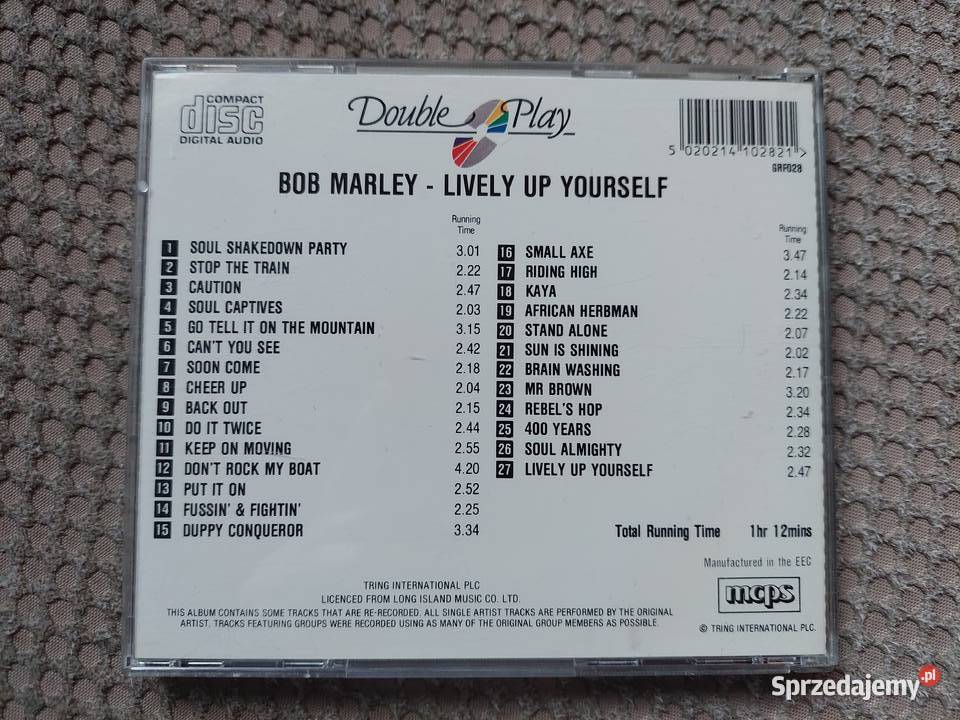 COMPACT
disc
DIGITAL AUDIO
Double Play
5 020214 102821 >
GRF028
BOB MARLEY - LIVELY UP YOURSELF
Running
Time
1 SOUL SHAKEDOWN PARTY 3.01
2 STOP THE TRAIN 2.22
3 CAUTION 2.47
4 SOUL CAPTIVES 2.03
5 GO TELL IT ON THE MOUNTAIN 3.15
6 CAN'T YOU SEE 2.42
7 SOON COME 2.18
8 CHEER UP 2.04
9 BACK OUT 2.15
10 DO IT TWICE 2.44
11 KEEP ON MOVING 2.55
12 DON'T ROCK MY BOAT 4.20
13 PUT IT ON 2.52
14 FUSSIN' & FIGHTIN' 2.25
15 DUPPY CONQUEROR 3.34
Running
Time
16 SMALL AXE 3.47
17 RIDING HIGH 2.14
18 KAYA 2.34
19 AFRICAN HERBMAN 2.22
20 STAND ALONE 2.07
21 SUN IS SHINING 2.02
22 BRAIN WASHING 2.17
23 MR BROWN 3.20
24 REBEL'S HOP 2.34
25 400 YEARS 2.28
26 SOUL ALMIGHTY 2.32
27 LIVELY UP YOURSELF 2.47
Total Running Time 1hr 12mins
Manufactured in the EEC
mcps
TRING INTERNATIONAL PLC
LICENCED FROM LONG ISLAND MUSIC CO. LTD.
THIS ALBUM CONTAINS SOME TRACKS THAT ARE RE-RECORDED. ALL SINGLE ARTIST TRACKS ARE PERFORMED BY THE ORIGINAL
ARTIST. TRACKS FEATURING GROUPS WERE RECORDED USING AS MANY OF THE ORIGINAL GROUP MEMBERS AS POSSIBLE.
© TRING INTERNATIONAL PLC.
Sprzedajemy.pl